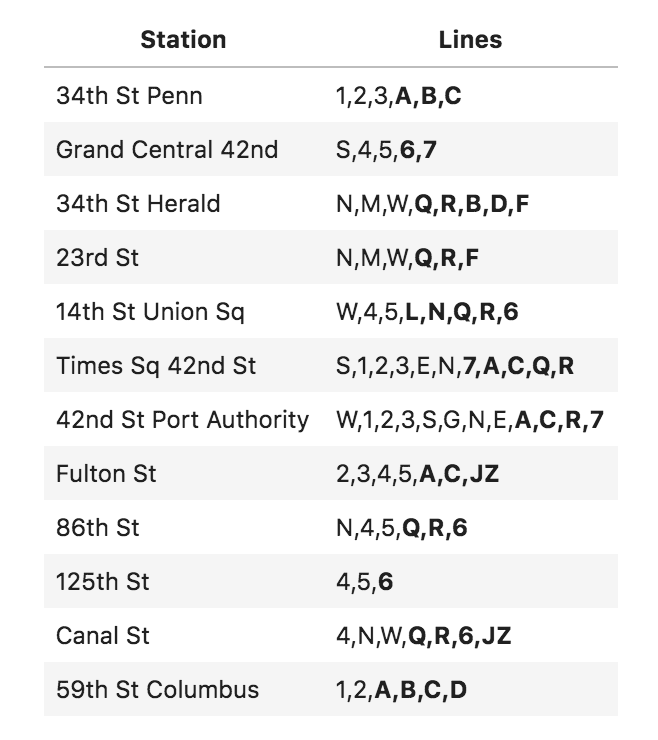 Station Lines
34th St Penn 1,2,3,A,B,C
Grand Central 42nd S,4,5,6,7
34th St Herald N,M,W,Q,R,B,D,F
23rd St N,M,W,Q,R,F
14th St Union Sq W,4,5,L,N,Q,R,6
Times Sq 42nd St S,1,2,3,E,N,7,A,C,Q,R
42nd St Port Authority W,1,2,3,S,G,N,E,A,C,R,7
Fulton St 2,3,4,5,A,C,JZ
86th St N,4,5,Q,R,6
125th St 4,5,6
Canal St 4,N,W,Q,R,6,JZ
59th St Columbus 1,2,A,B,C,D